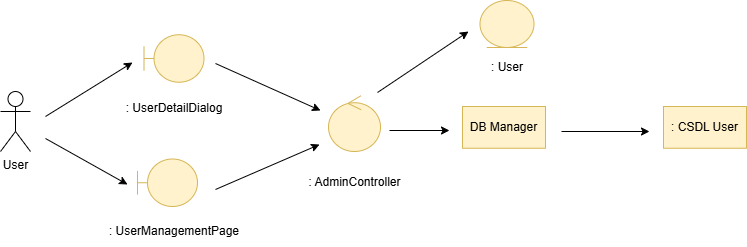 : User
: UserDetailDialog
DB Manager
: CSDL User
User
: AdminController
: UserManagementPage